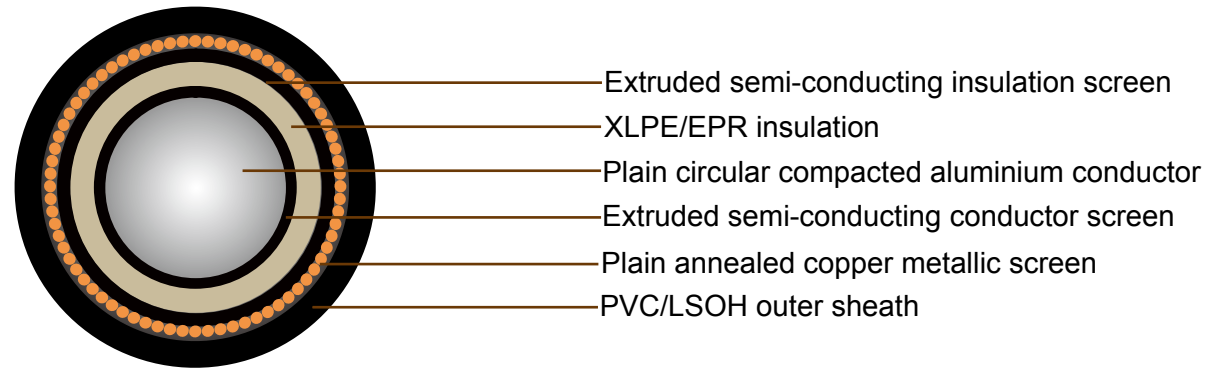 Extruded semi-conducting insulation screen
XLPE/EPR insulation
Plain circular compacted aluminium conductor
Extruded semi-conducting conductor screen
Plain annealed copper metallic screen
PVC/LSOH outer sheath